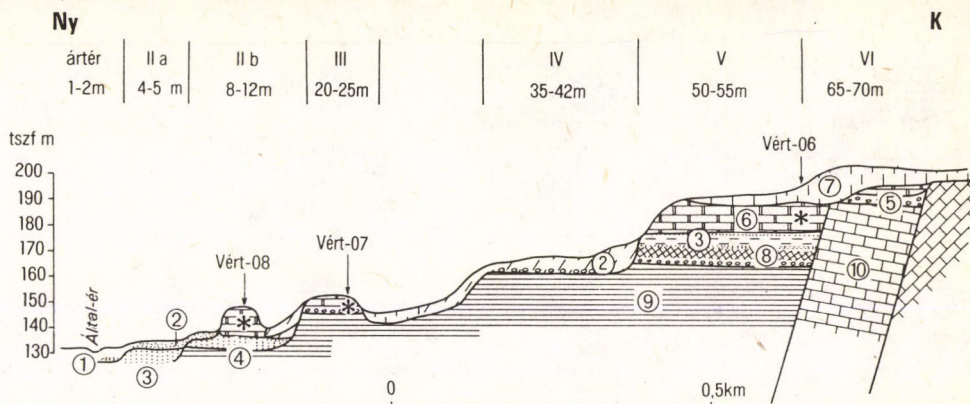 Ny K
ártér II a II b III IV V VI
1-2m 4-5 m 8-12m 20-25m 35-42m 50-55m 65-70m
tszf m
Vért-06
200
190
180
170
160
150
140
130
Vért-07
Vért-08
Által-ér
⑦
⑤
⑥ *
③
②
⑧
⑩
⑨
*
*
②
④
①
③
0 0,5km